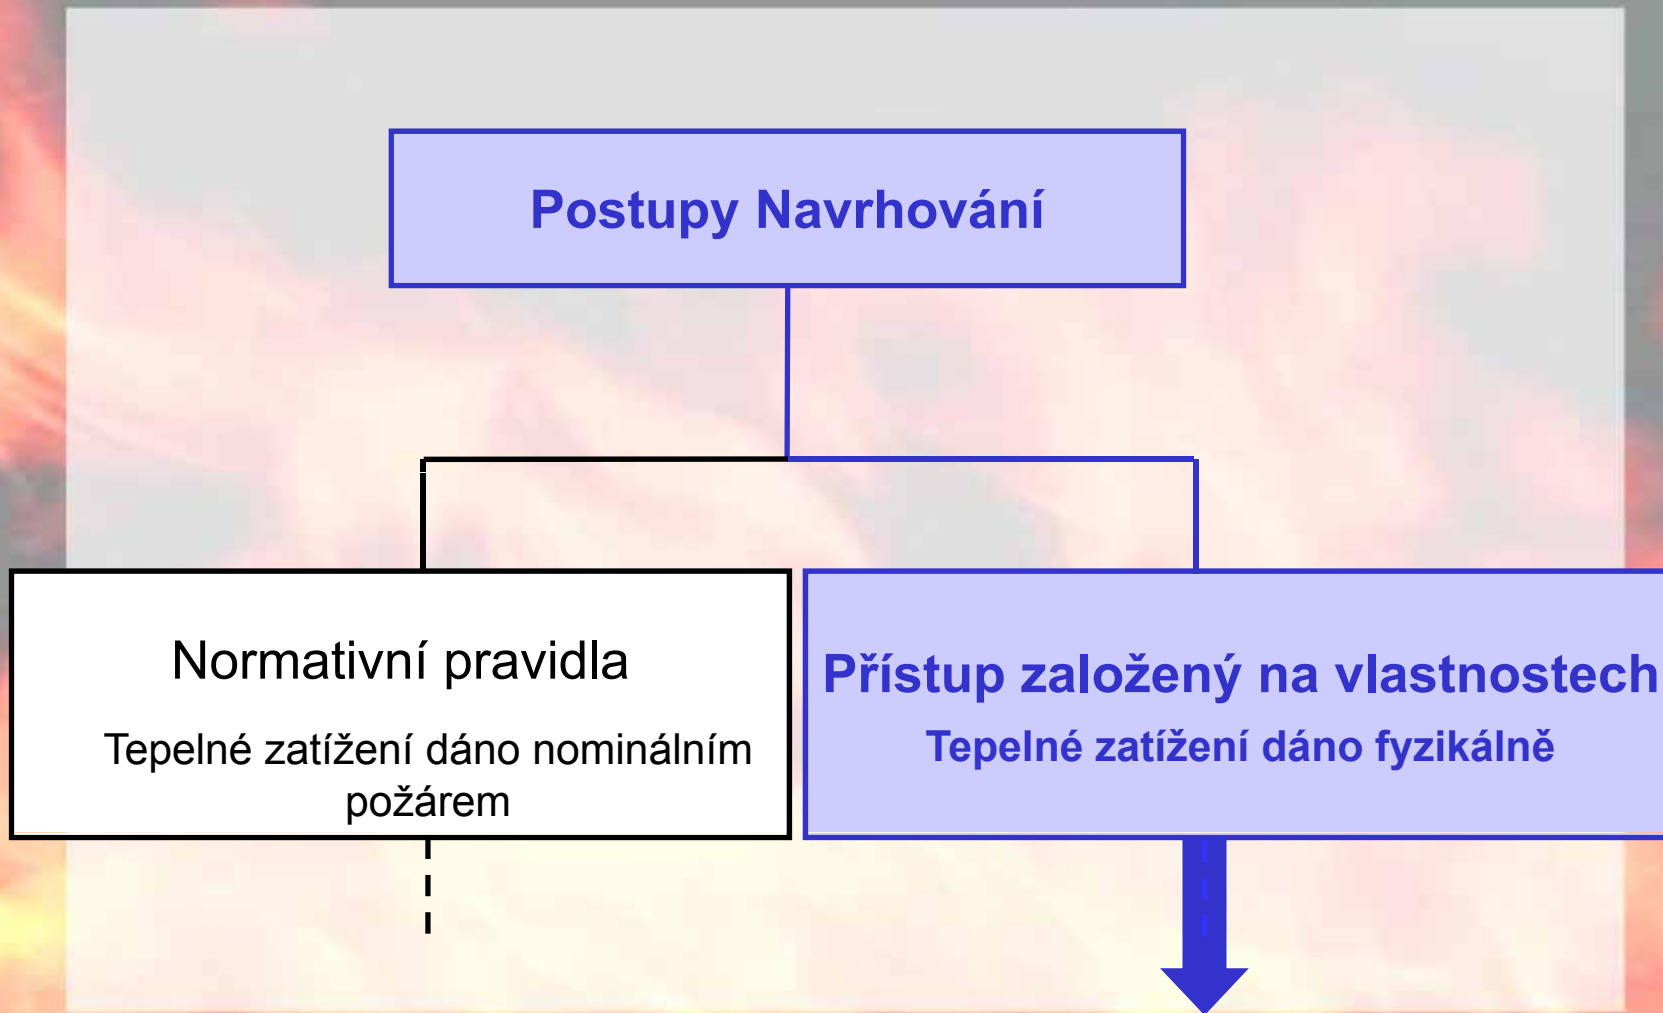 Postupy Navrhování
Normativní pravidla
Tepelné zatížení dáno nominálním
požárem
Přístup založený na vlastnostech
Tepelné zatížení dáno fyzikálně